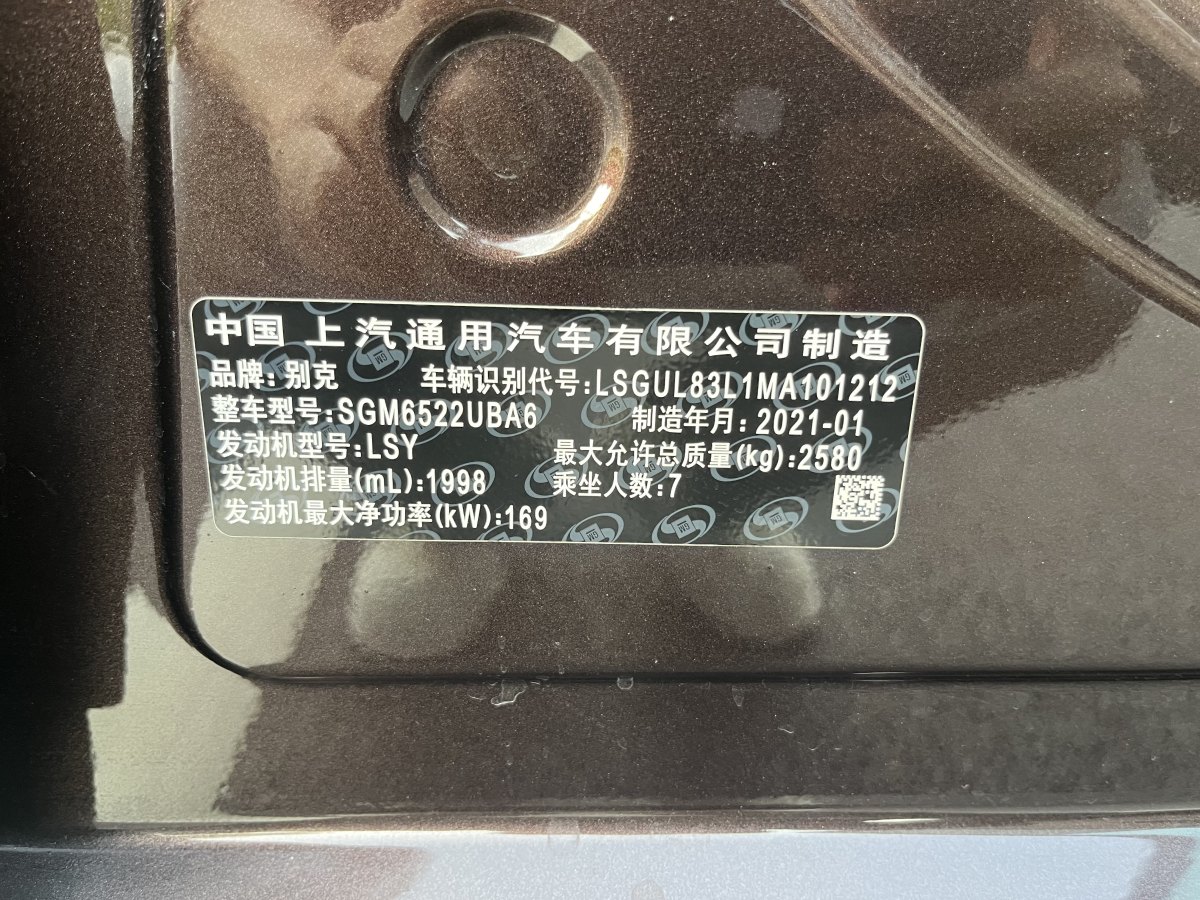 中国 上汽通用汽车有限公司制造
品牌:别克 车辆识别代号:LSGUL83L1MA101212
整车型号:SGM6522UBA6 制造年月:2021-01
发动机型号:LSY 最大允许总质量(kg):2580
发动机排量(mL):1998 乘坐人数:7
发动机最大净功率(kW):169